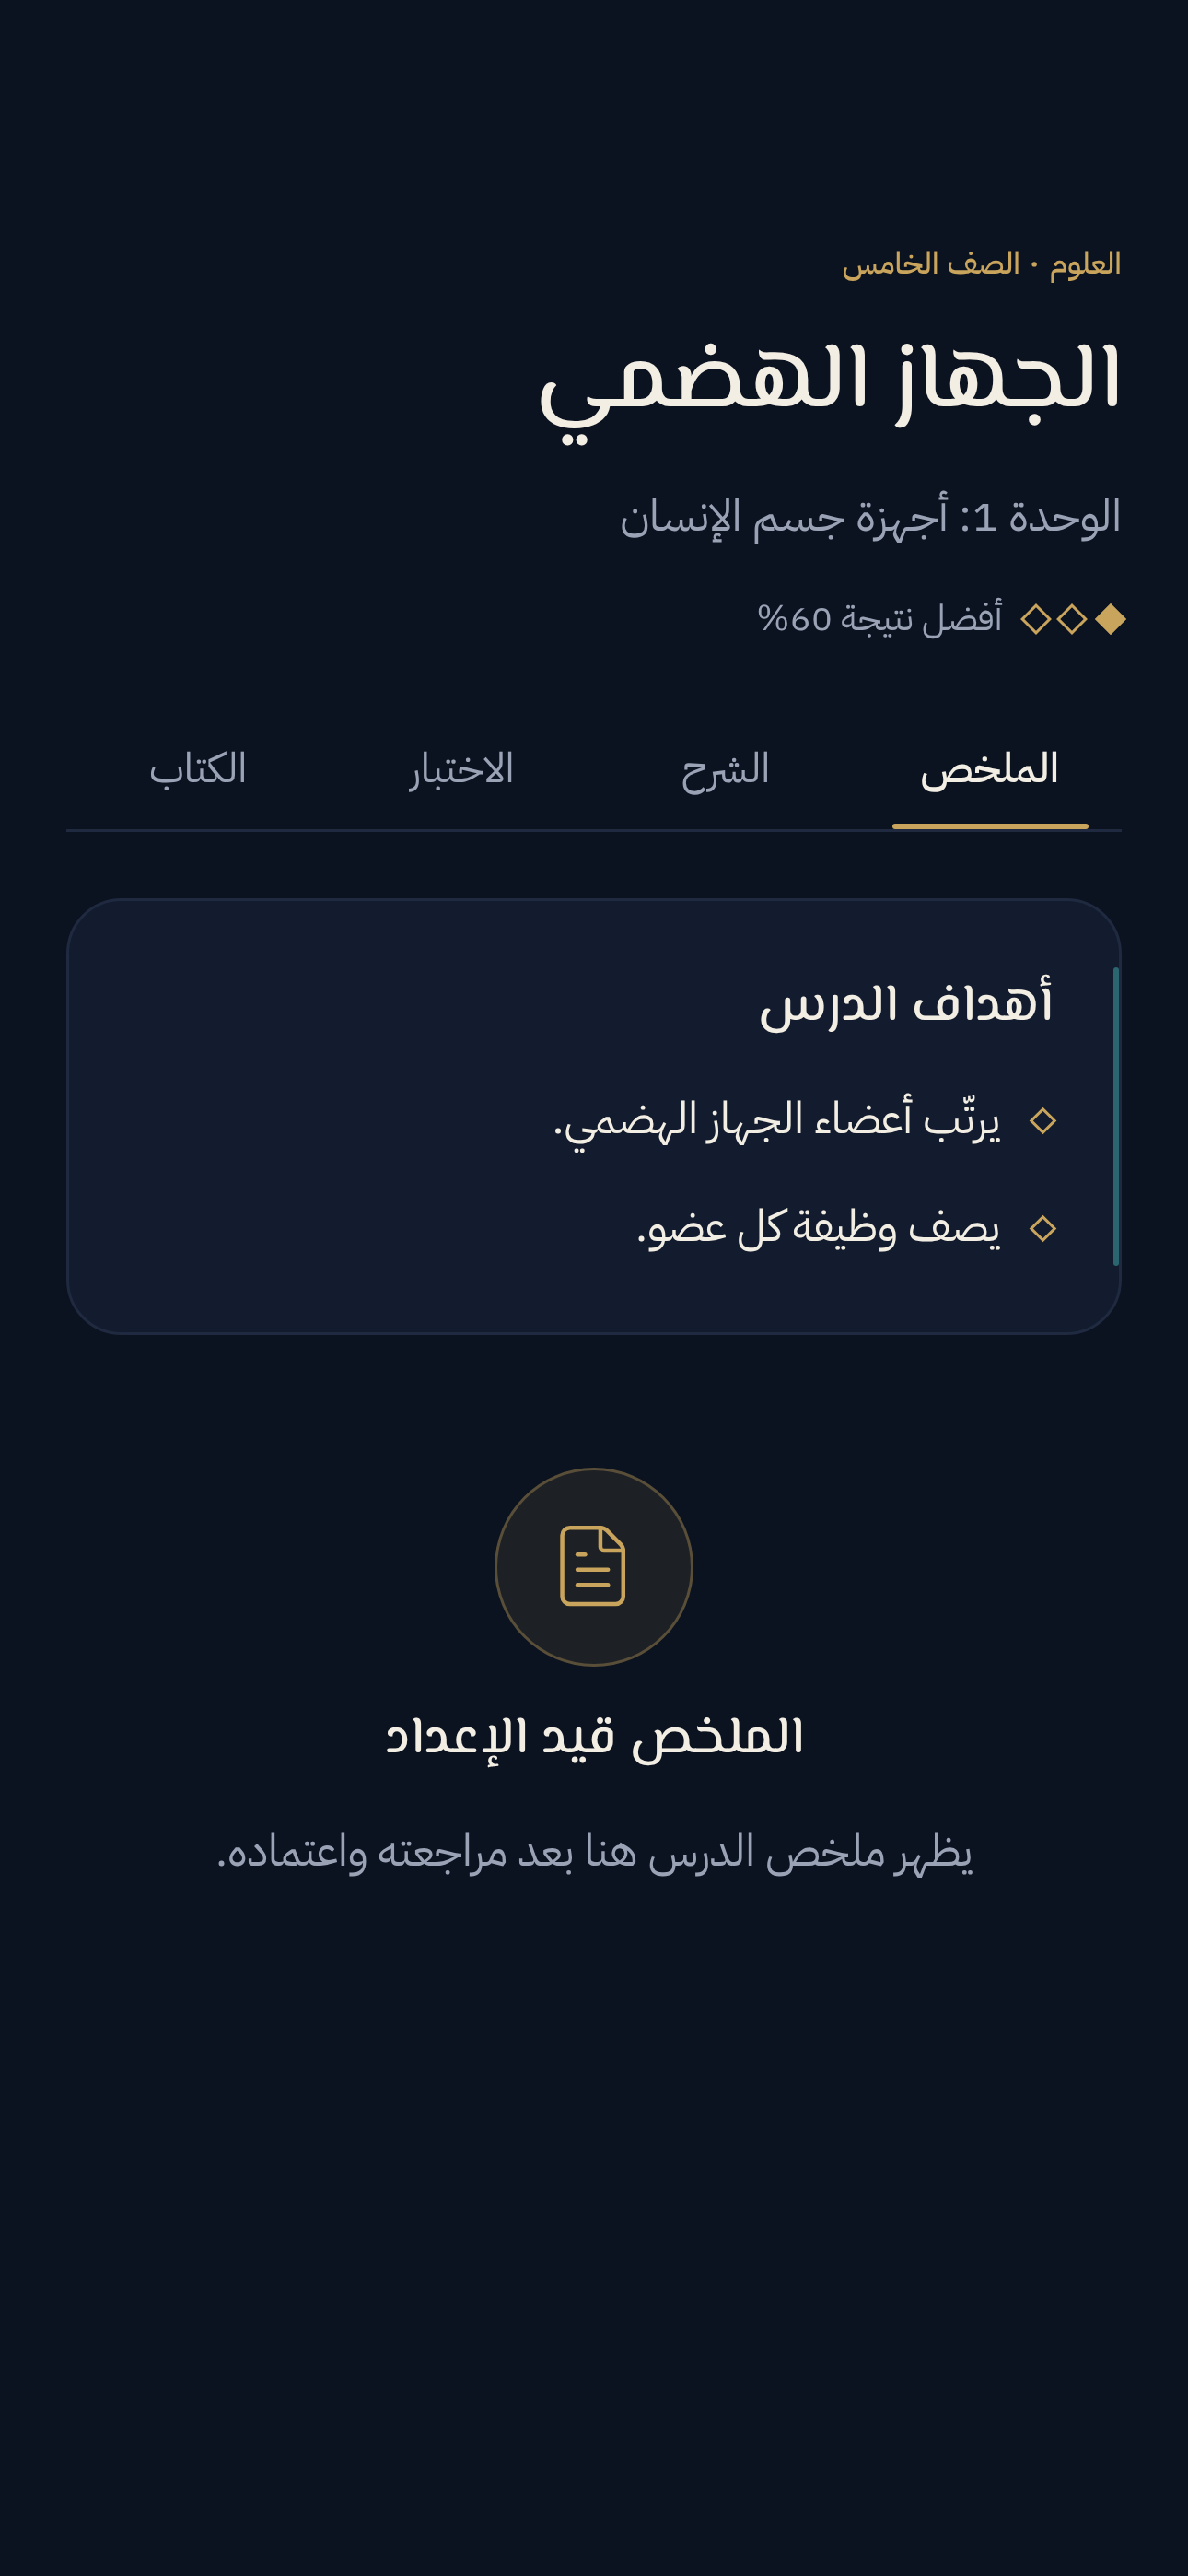 العلوم · الصف الخامس
الجهاز الهضمي
الوحدة 1: أجهزة جسم الإنسان
أفضل نتيجة 60%
الملخص
الشرح
الاختبار
الكتاب
أهداف الدرس
يرتّب أعضاء الجهاز الهضمي.
يصف وظيفة كل عضو.
الملخص قيد الإعداد
يظهر ملخص الدرس هنا بعد مراجعته واعتماده.